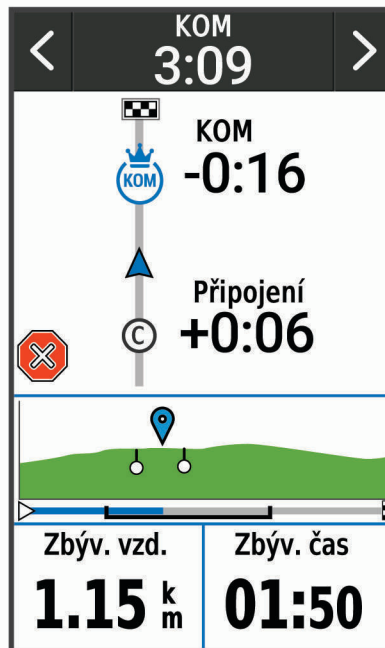 KOM
3:09
KOM
KOM
-0:16
Připojení
C
+0:06
Zbýv. vzd.
1.15 km
Zbýv. čas
01:50